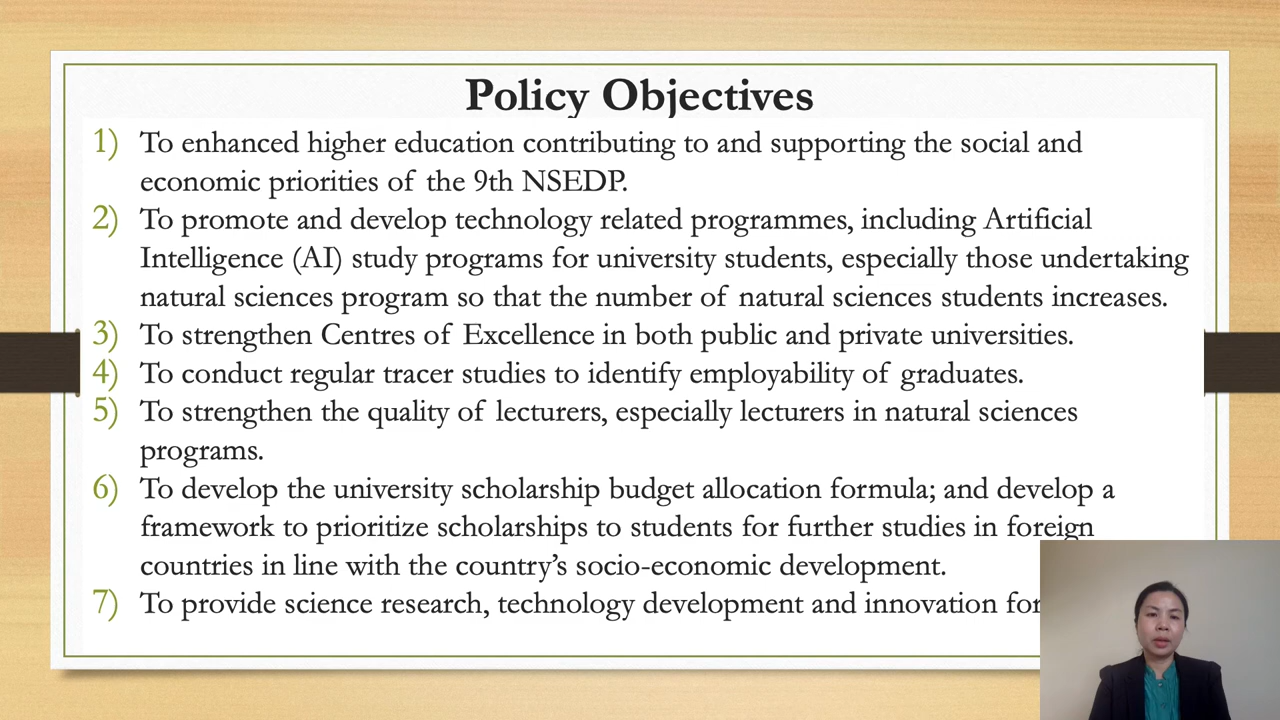 Policy Objectives
1) To enhanced higher education contributing to and supporting the social and
economic priorities of the 9th NSEDP.
2) To promote and develop technology related programmes, including Artificial
Intelligence (AI) study programs for university students, especially those undertaking
natural sciences program so that the number of natural sciences students increases.
3) To strengthen Centres of Excellence in both public and private universities.
4) To conduct regular tracer studies to identify employability of graduates.
5) To strengthen the quality of lecturers, especially lecturers in natural sciences
programs.
6) To develop the university scholarship budget allocation formula; and develop a
framework to prioritize scholarships to students for further studies in foreign
countries in line with the country’s socio-economic development.
7) To provide science research, technology development and innovation for